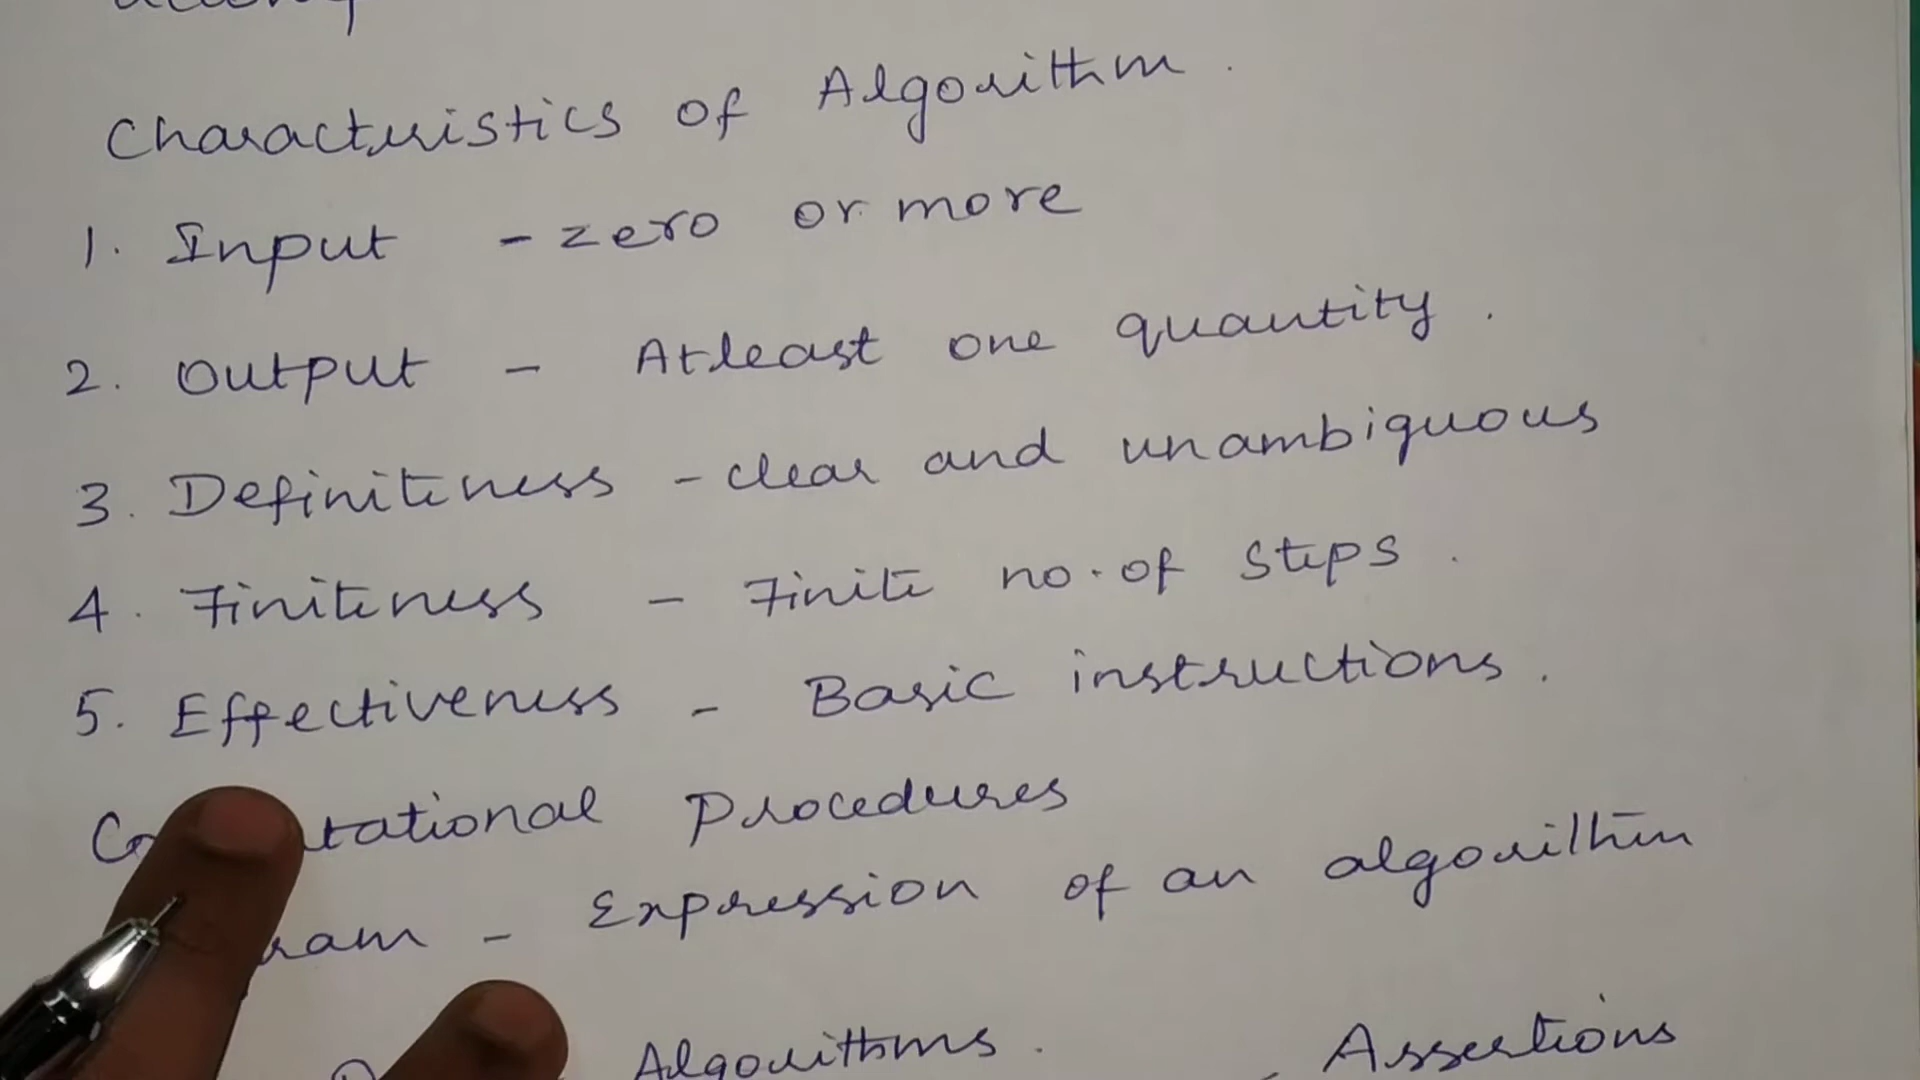 Characteristics of Algorithm.
1. Input - zero or more
2. Output - Atleast one quantity.
3. Definiteness - clear and unambiguous
4. Finiteness - Finite no. of steps.
5. Effectiveness - Basic instructions.
Procedures
- Expression of an algorithm
Algorithms. - Assertions